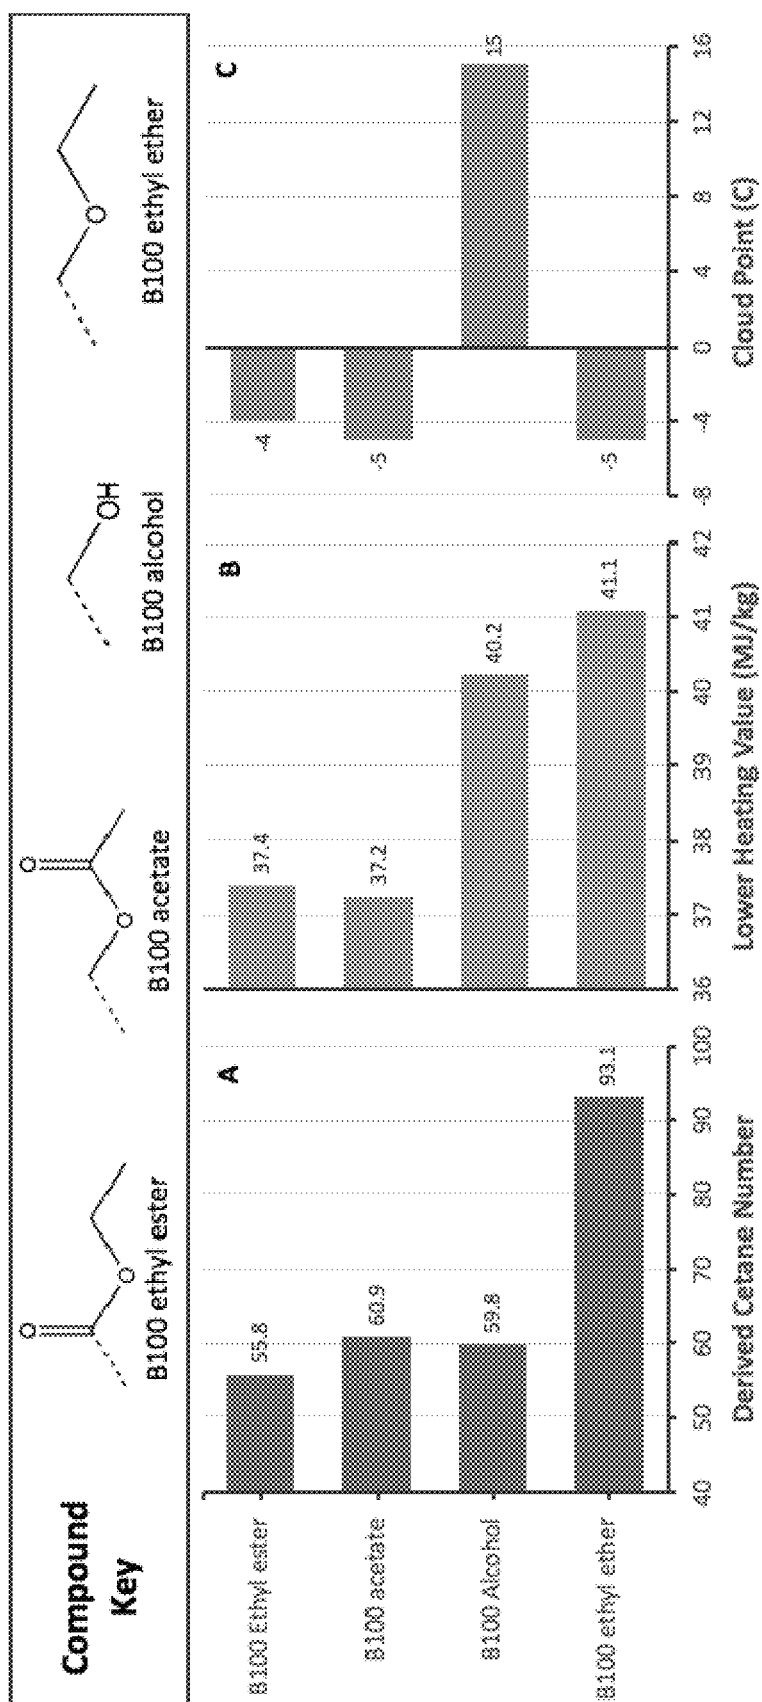 Compound
Key
O
O
B100 ethyl ester
O
O
B100 acetate
OH
B100 alcohol
O
B100 ethyl ether
B100 Ethyl ester
B100 acetate
B100 Alcohol
B100 ethyl ether
A
55.8
60.9
59.8
93.1
40 50 60 70 80 90 100
Derived Cetane Number
B
37.4
37.2
40.2
41.1
36 37 38 39 40 41 42
Lower Heating Value (MJ/kg)
C
-4
-5
15
-5
-8 -4 0 4 8 12 16
Cloud Point (C)